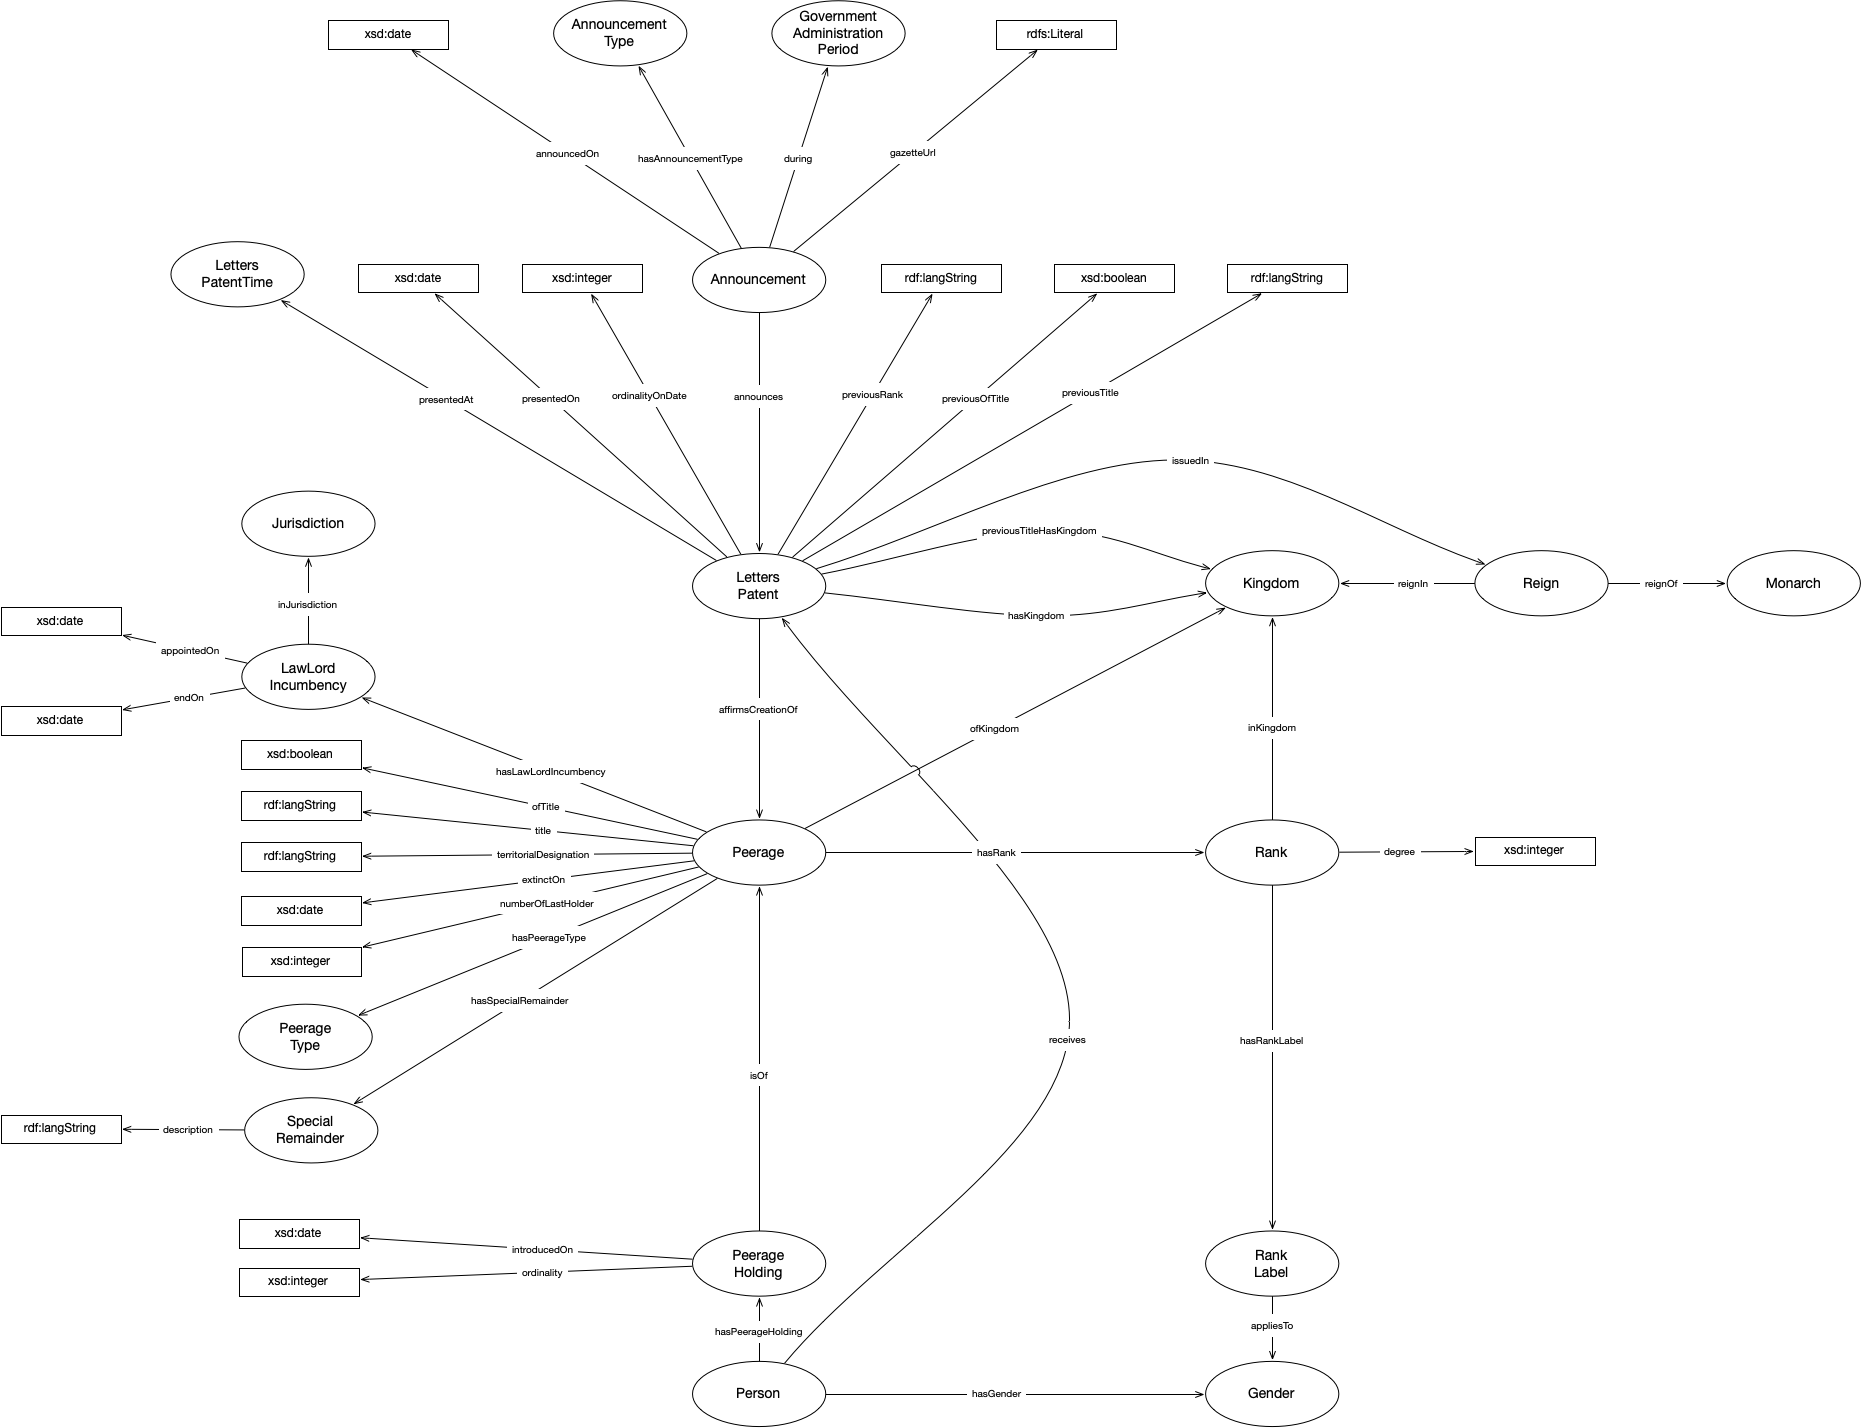 xsd:date
Announcement
Type
Government
Administration
Period
rdfs:Literal
announcedOn
hasAnnouncementType
during
gazetteUrl
Letters
PatentTime
xsd:date
xsd:integer
Announcement
rdf:langString
xsd:boolean
rdf:langString
presentedAt
presentedOn
ordinalityOnDate
announces
previousRank
previousOfTitle
previousTitle
issuedIn
Jurisdiction
previousTitleHasKingdom
Letters
Patent
Kingdom
reignIn
Reign
reignOf
Monarch
inJurisdiction
hasKingdom
xsd:date
appointedOn
LawLord
Incumbency
endOn
xsd:date
affirmsCreationOf
ofKingdom
inKingdom
xsd:boolean
hasLawLordIncumbency
rdf:langString
ofTitle
title
rdf:langString
territorialDesignation
Peerage
hasRank
Rank
degree
xsd:integer
extinctOn
xsd:date
numberOfLastHolder
hasPeerageType
xsd:integer
hasSpecialRemainder
Peerage
Type
receives
hasRankLabel
isOf
rdf:langString
description
Special
Remainder
xsd:date
introducedOn
Peerage
Holding
Rank
Label
xsd:integer
ordinality
hasPeerageHolding
appliesTo
Person
hasGender
Gender